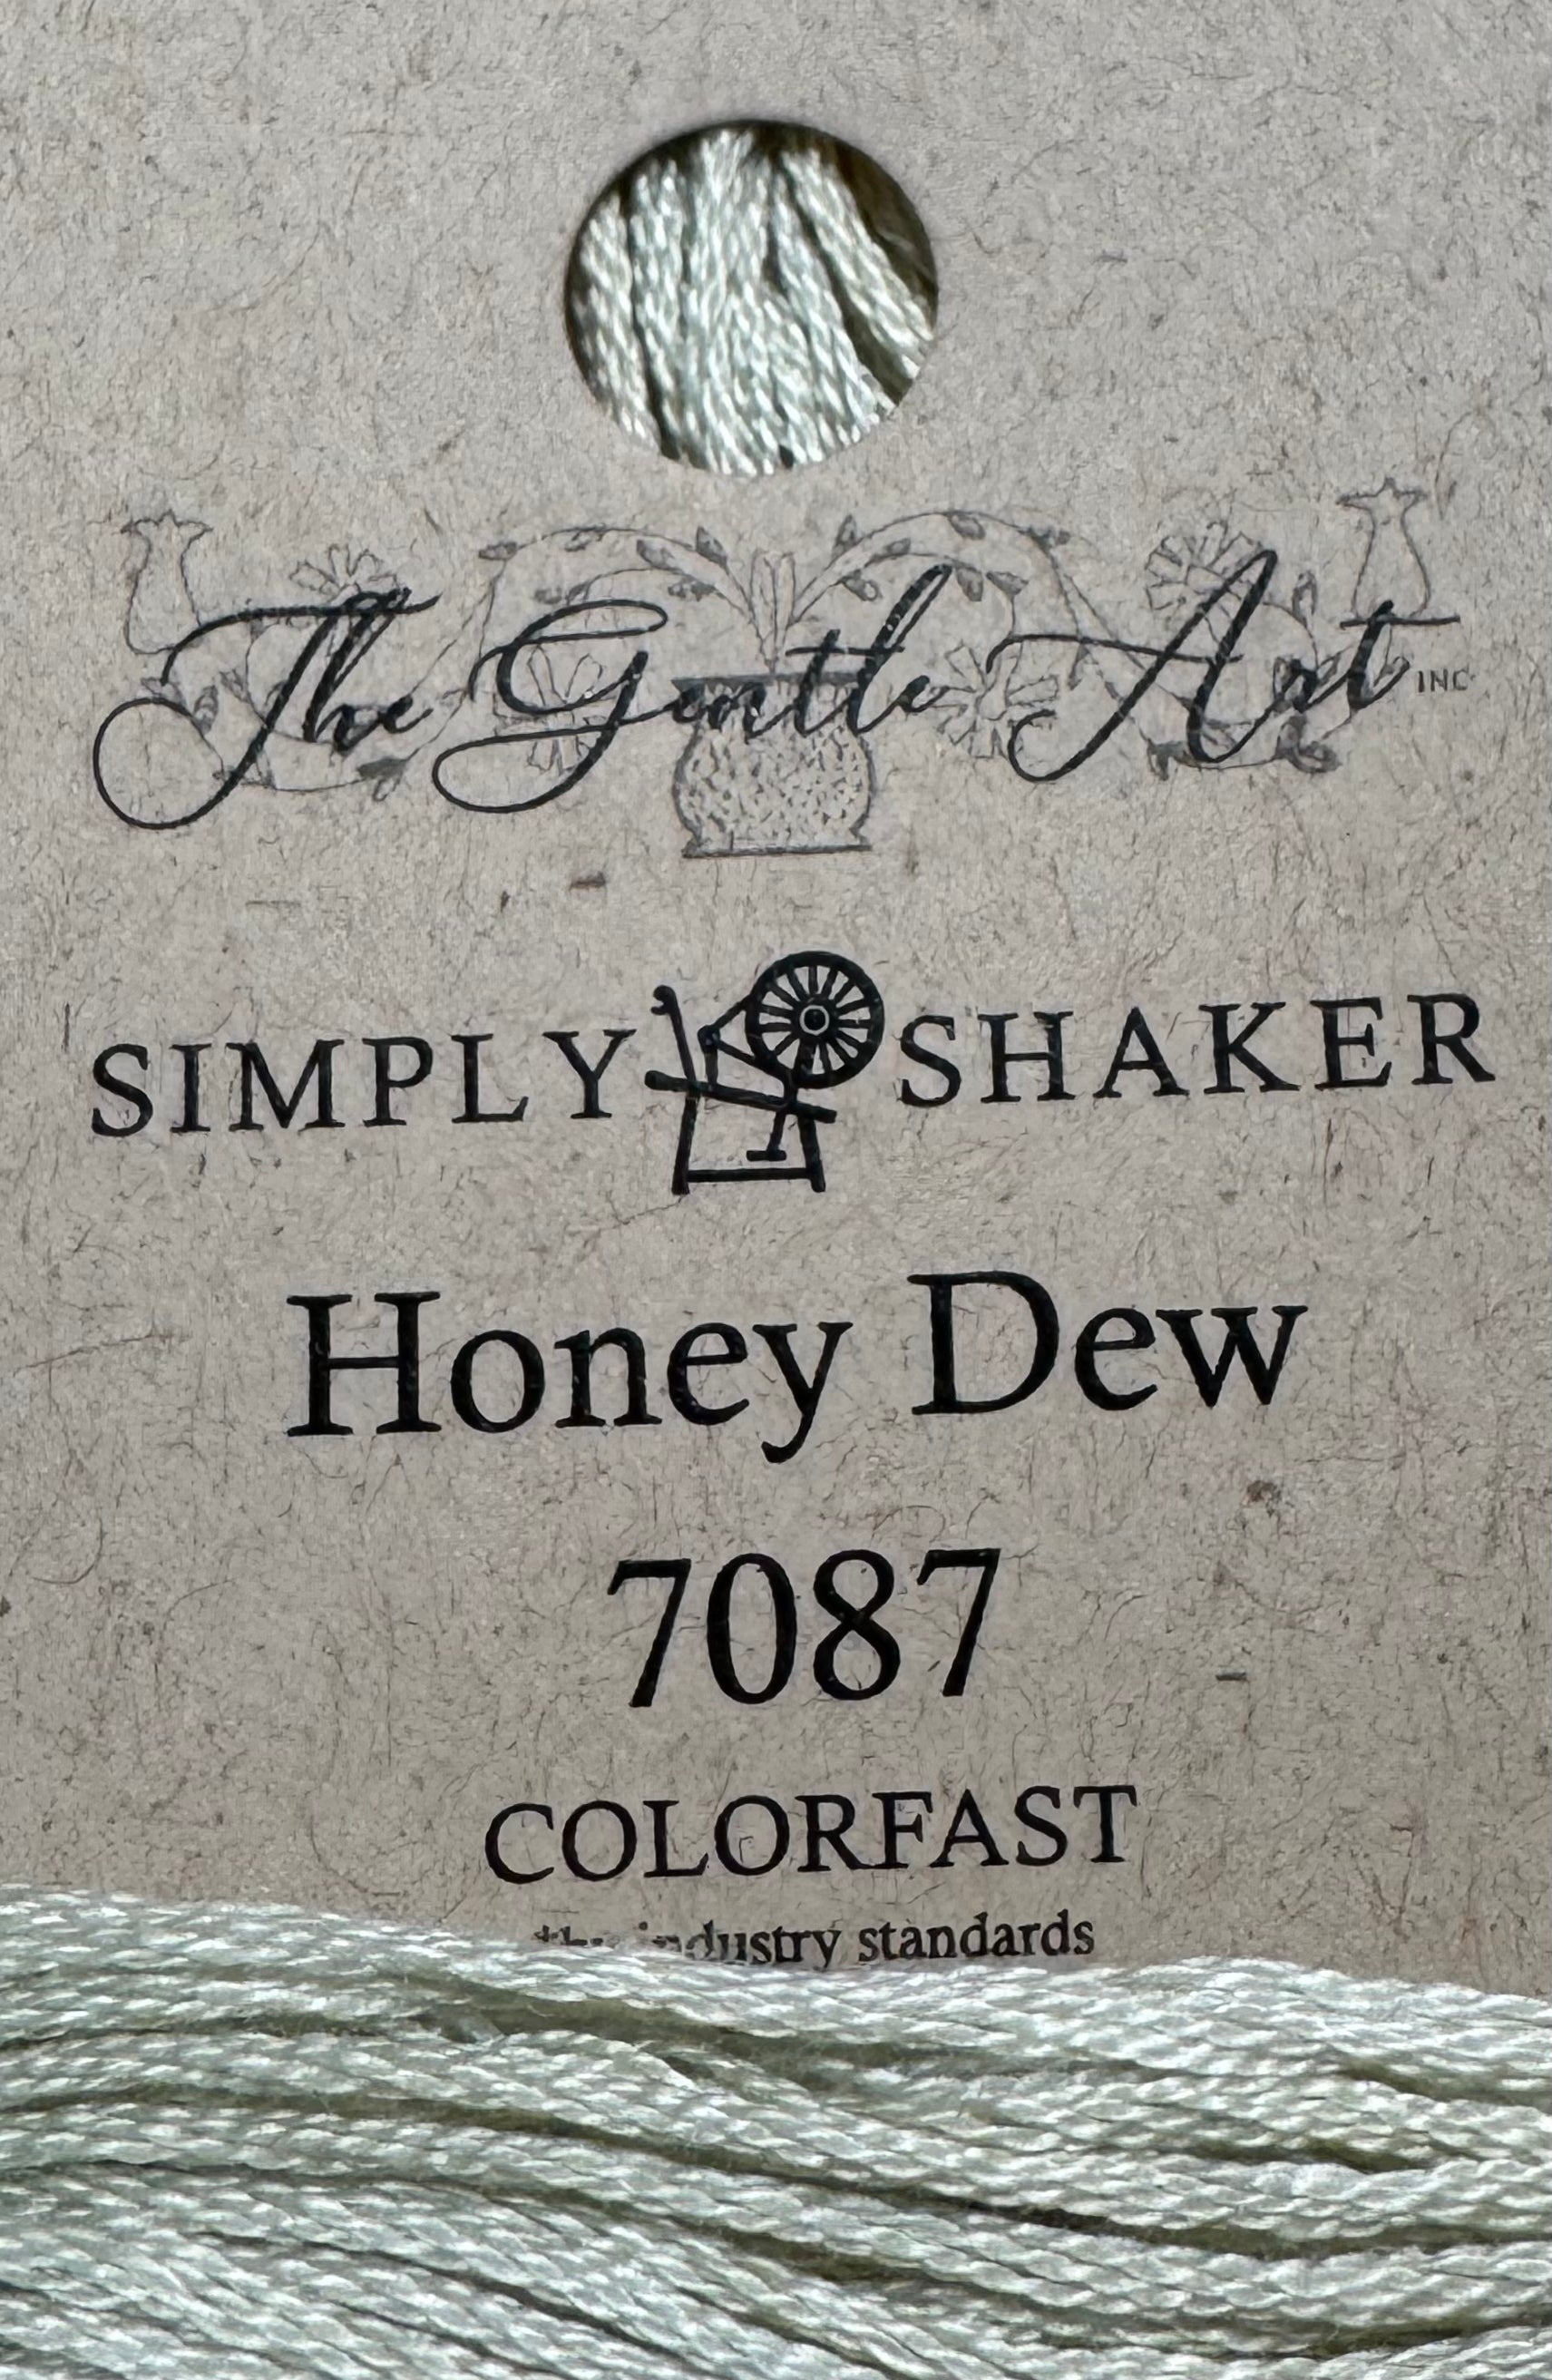 The Gentle Art INC
SIMPLY SHAKER
Honey Dew
7087
COLORFAST
industry standards